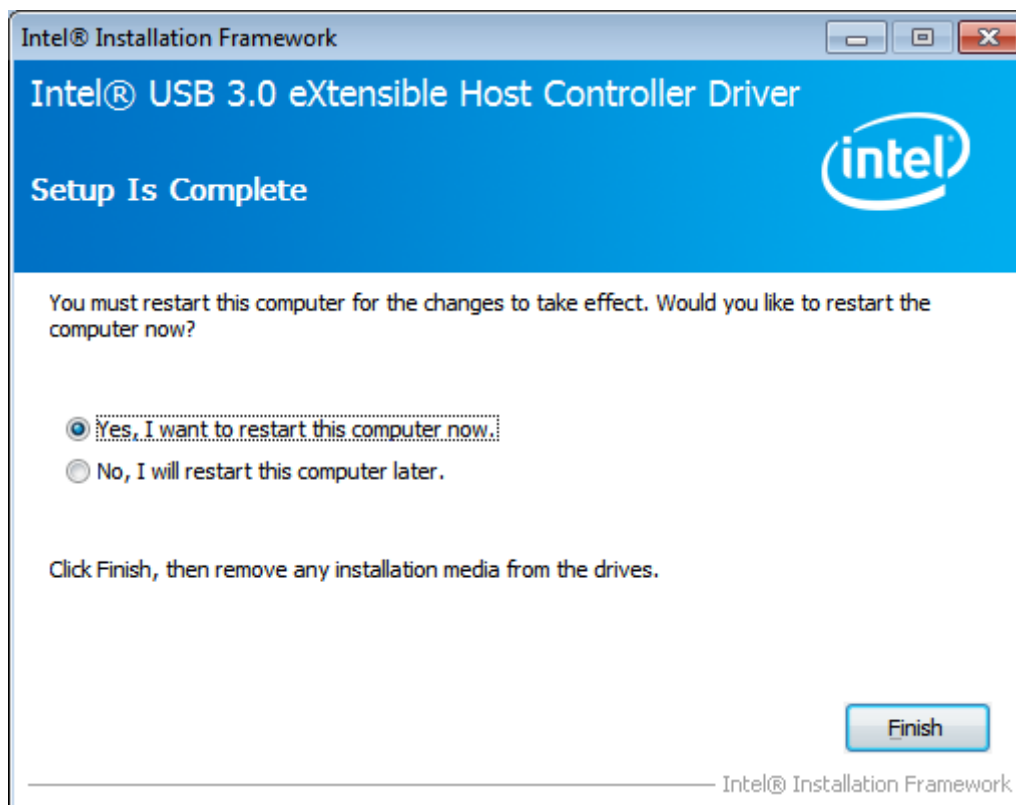 Intel® Installation Framework
Intel® USB 3.0 eXtensible Host Controller Driver
intel
Setup Is Complete
You must restart this computer for the changes to take effect. Would you like to restart the
computer now?
Yes, I want to restart this computer now.
No, I will restart this computer later.
Click Finish, then remove any installation media from the drives.
Finish
Intel® Installation Framework